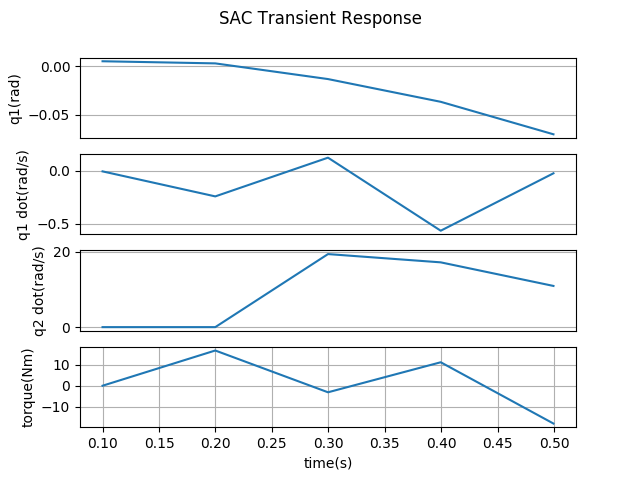 SAC Transient Response
0.00
−0.05
q1(rad)
0.0
−0.5
q1 dot(rad/s)
20
0
q2 dot(rad/s)
10
0
−10
torque(Nm)
0.10 0.15 0.20 0.25 0.30 0.35 0.40 0.45 0.50
time(s)